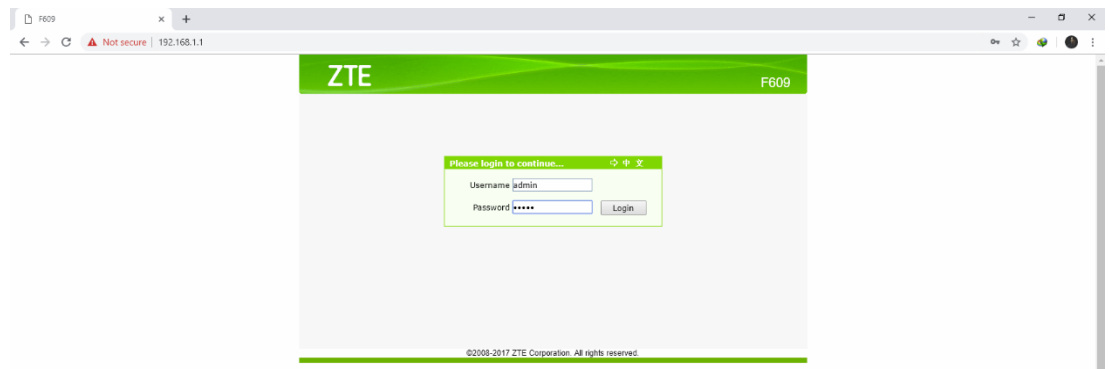 F609
Not secure | 192.168.1.1
ZTE
F609
Please login to continue... ➩中文
Username admin
Password •••••
Login
©2008-2017 ZTE Corporation. All rights reserved.